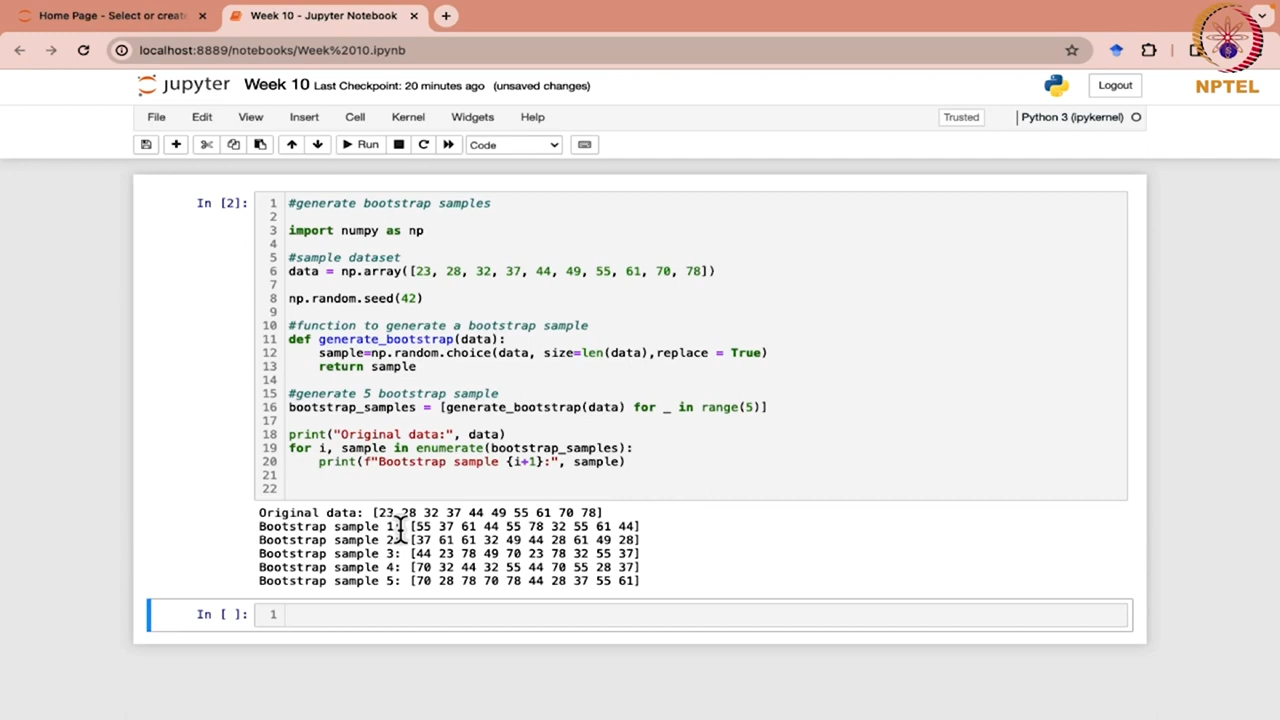 Home Page - Select or create
Week 10 - Jupyter Notebook
localhost:8889/notebooks/Week%2010.ipynb
NPTEL
jupyter Week 10 Last Checkpoint: 20 minutes ago (unsaved changes)
Logout
File Edit View Insert Cell Kernel Widgets Help
Trusted
Python 3 (ipykernel)
Run
Code
In [2]:
1 #generate bootstrap samples
2
3 import numpy as np
4
5 #sample dataset
6 data = np.array([23, 28, 32, 37, 44, 49, 55, 61, 70, 78])
7
8 np.random.seed(42)
9
10 #function to generate a bootstrap sample
11 def generate_bootstrap(data):
12     sample=np.random.choice(data, size=len(data),replace = True)
13     return sample
14
15 #generate 5 bootstrap sample
16 bootstrap_samples = [generate_bootstrap(data) for _ in range(5)]
17
18 print("Original data:", data)
19 for i, sample in enumerate(bootstrap_samples):
20     print(f"Bootstrap sample {i+1}:", sample)
21
22
Original data: [23 28 32 37 44 49 55 61 70 78]
Bootstrap sample 1: [55 37 61 44 55 78 32 55 61 44]
Bootstrap sample 2: [37 61 61 32 49 44 28 61 49 28]
Bootstrap sample 3: [44 23 78 49 70 23 78 32 55 37]
Bootstrap sample 4: [70 32 44 32 55 44 70 55 28 37]
Bootstrap sample 5: [70 28 78 70 78 44 28 37 55 61]
In [ ]:
1